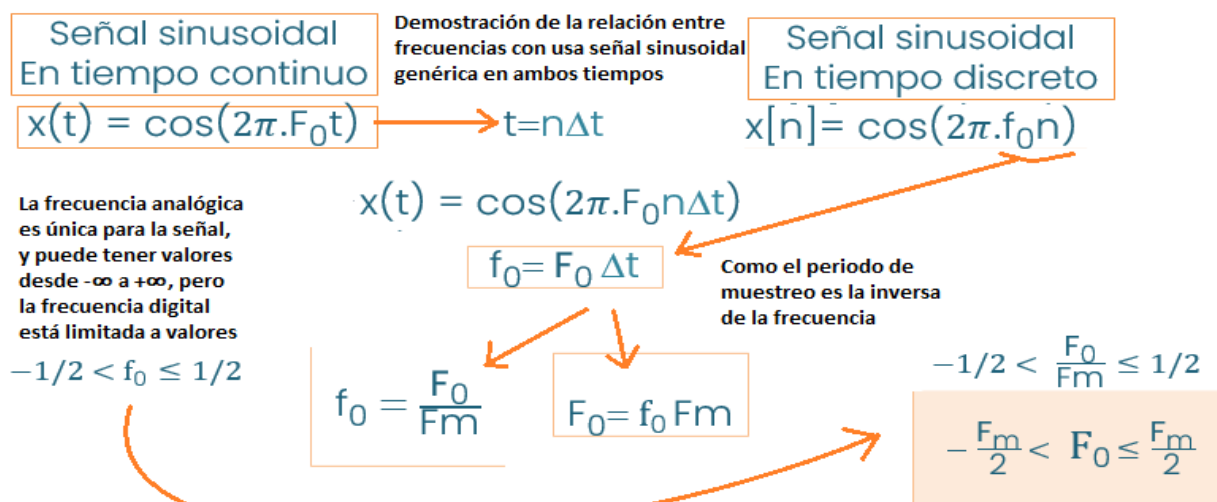 Señal sinusoidal
En tiempo continuo
x(t) = cos(2π.F₀t)
Demostración de la relación entre
frecuencias con usa señal sinusoidal
genérica en ambos tiempos
t=nΔt
Señal sinusoidal
En tiempo discreto
x[n]= cos(2π.f₀n)
La frecuencia analógica
es única para la señal,
y puede tener valores
desde -∞ a +∞, pero
la frecuencia digital
está limitada a valores
−1/2 < f₀ ≤ 1/2
x(t) = cos(2π.F₀nΔt)
f₀= F₀ Δt
Como el periodo de
muestreo es la inversa
de la frecuencia
f₀ = F₀/Fm
F₀= f₀ Fm
−1/2 < F₀/Fm ≤ 1/2
− Fm/2 < F₀ ≤ Fm/2